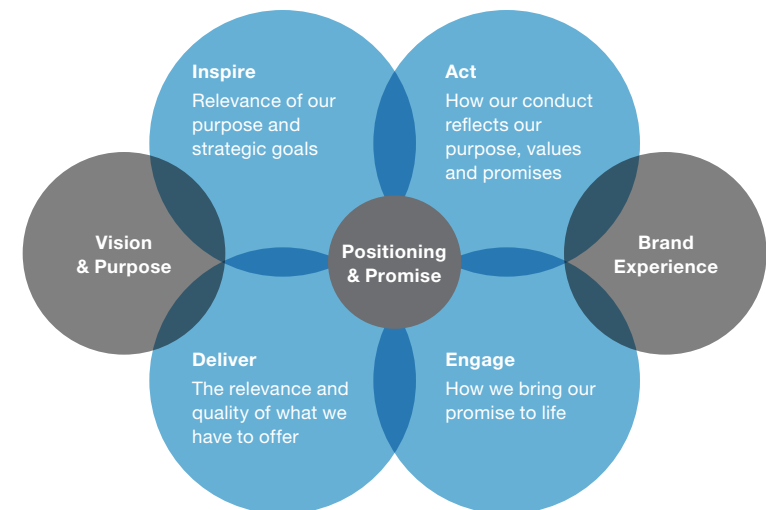 Inspire
Relevance of our
purpose and
strategic goals
Act
How our conduct
reflects our
purpose, values
and promises
Vision
& Purpose
Positioning
& Promise
Brand
Experience
Deliver
The relevance and
quality of what we
have to offer
Engage
How we bring our
promise to life